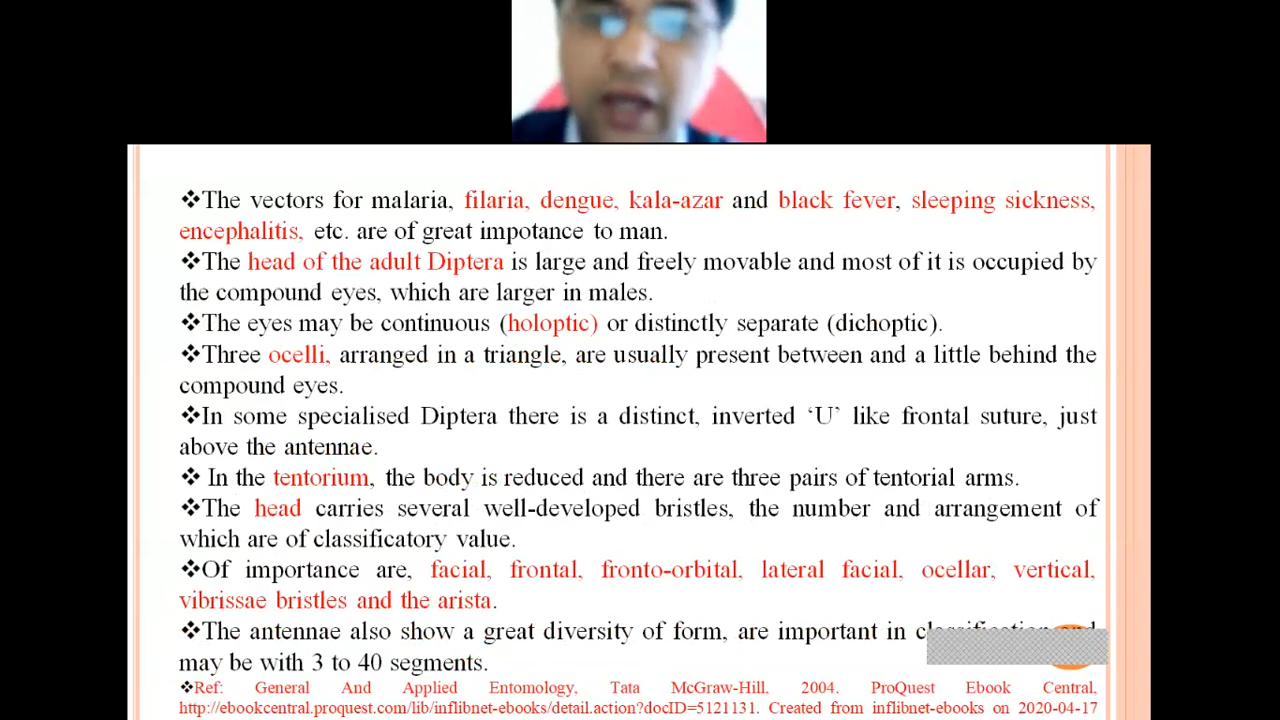 ❖The vectors for malaria, filaria, dengue, kala-azar and black fever, sleeping sickness,
encephalitis, etc. are of great impotance to man.
❖The head of the adult Diptera is large and freely movable and most of it is occupied by
the compound eyes, which are larger in males.
❖The eyes may be continuous (holoptic) or distinctly separate (dichoptic).
❖Three ocelli, arranged in a triangle, are usually present between and a little behind the
compound eyes.
❖In some specialised Diptera there is a distinct, inverted ‘U’ like frontal suture, just
above the antennae.
❖ In the tentorium, the body is reduced and there are three pairs of tentorial arms.
❖The head carries several well-developed bristles, the number and arrangement of
which are of classificatory value.
❖Of importance are, facial, frontal, fronto-orbital, lateral facial, ocellar, vertical,
vibrissae bristles and the arista.
❖The antennae also show a great diversity of form, are important in classification and
may be with 3 to 40 segments.
❖Ref: General And Applied Entomology, Tata McGraw-Hill, 2004. ProQuest Ebook Central,
http://ebookcentral.proquest.com/lib/inflibnet-ebooks/detail.action?docID=5121131. Created from inflibnet-ebooks on 2020-04-17